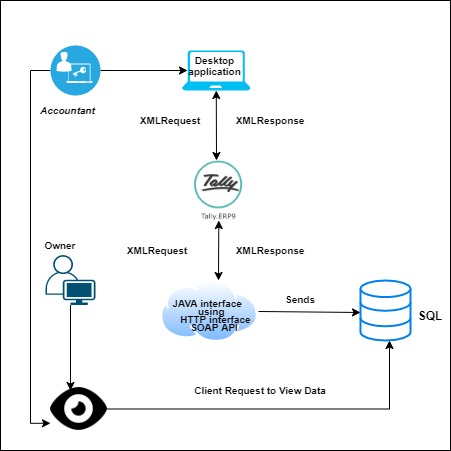 Desktop
application
Accountant
XMLRequest
XMLResponse
Tally
Tally.ERP9
XMLRequest
XMLResponse
Owner
JAVA interface
using
HTTP interface
SOAP API
Sends
SQL
Client Request to View Data